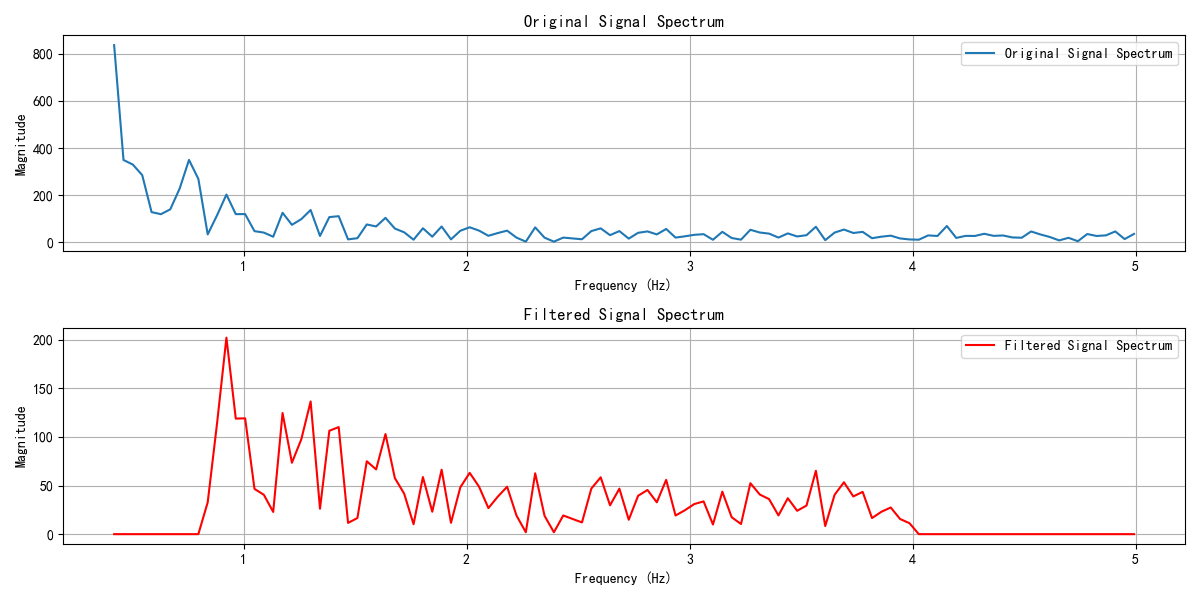 Original Signal Spectrum
Original Signal Spectrum
Magnitude
800
600
400
200
0
1 2 3 4 5
Frequency (Hz)
Filtered Signal Spectrum
Filtered Signal Spectrum
Magnitude
200
150
100
50
0
1 2 3 4 5
Frequency (Hz)